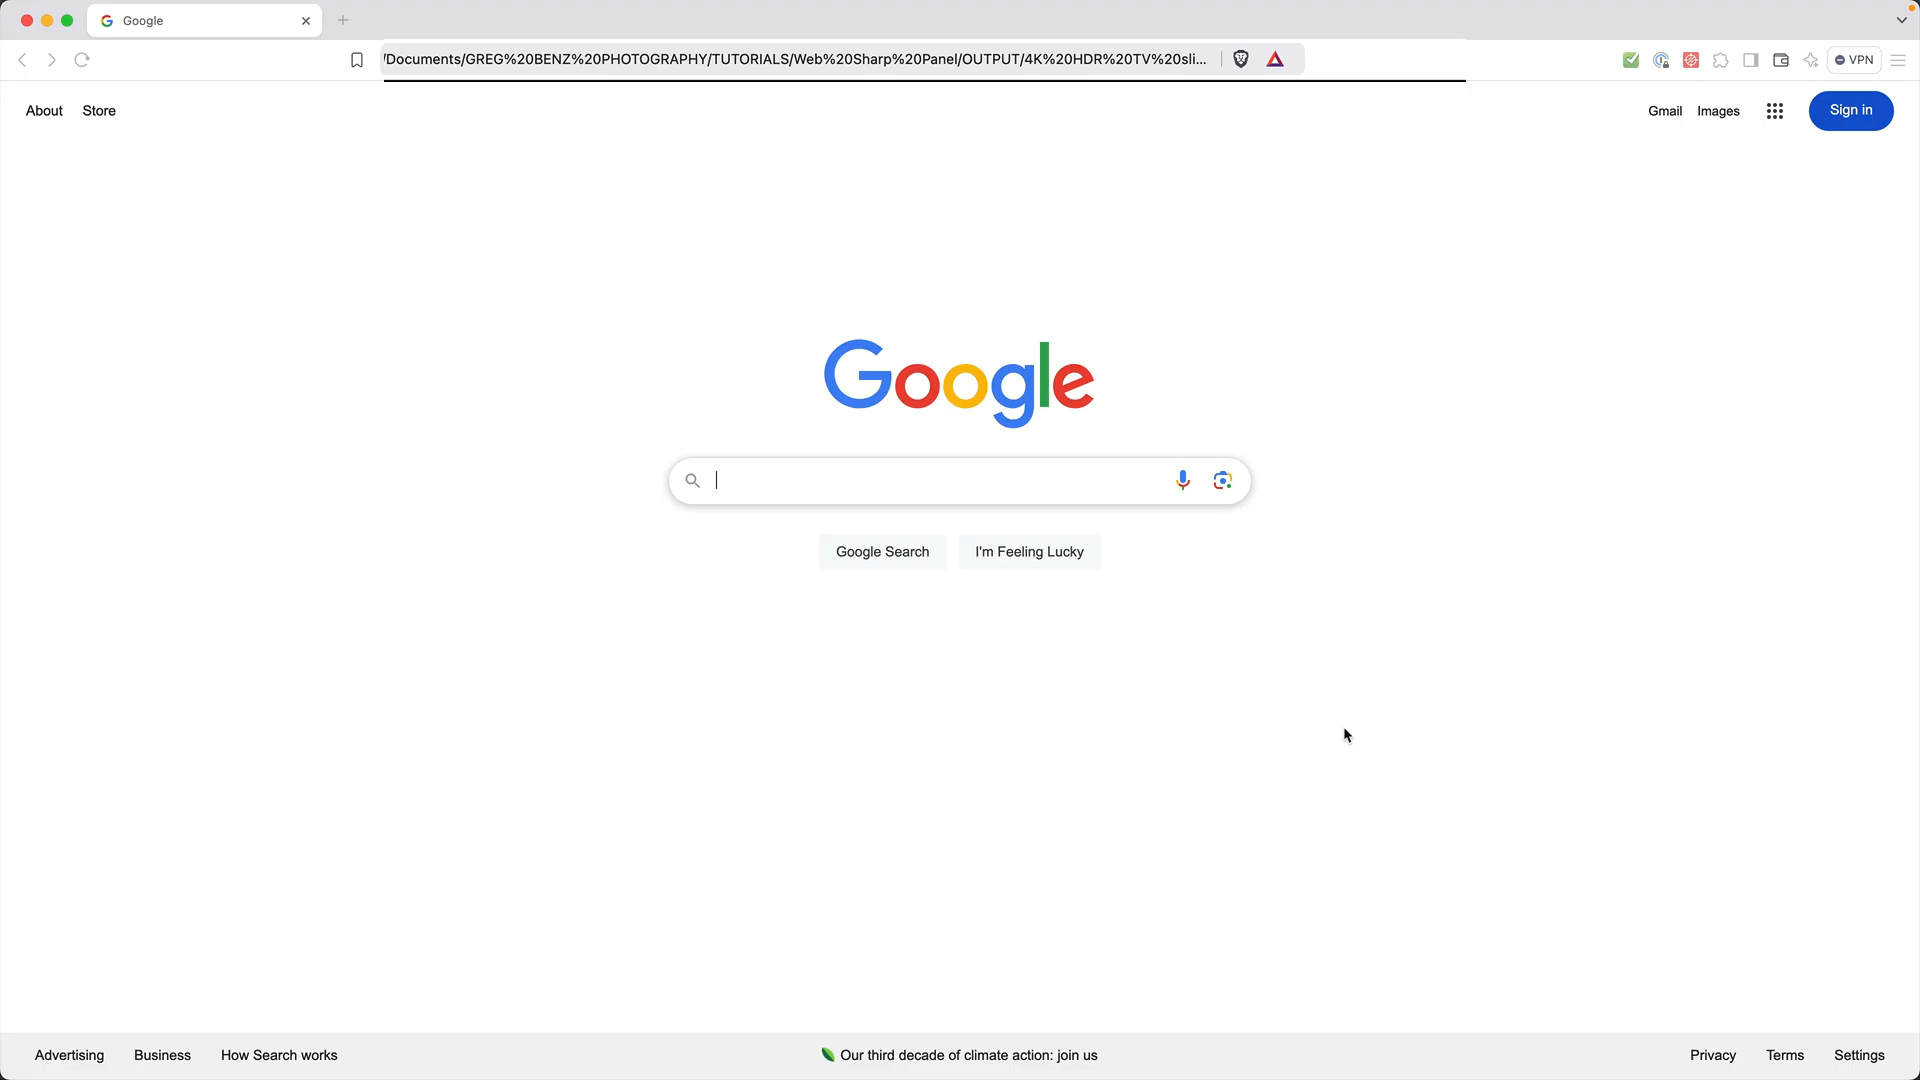 Google
/Documents/GREG%20BENZ%20PHOTOGRAPHY/TUTORIALS/Web%20Sharp%20Panel/OUTPUT/4K%20HDR%20TV%20sli...
VPN
About Store
Gmail Images Sign in
Google
Google Search I'm Feeling Lucky
Advertising Business How Search works
Our third decade of climate action: join us
Privacy Terms Settings